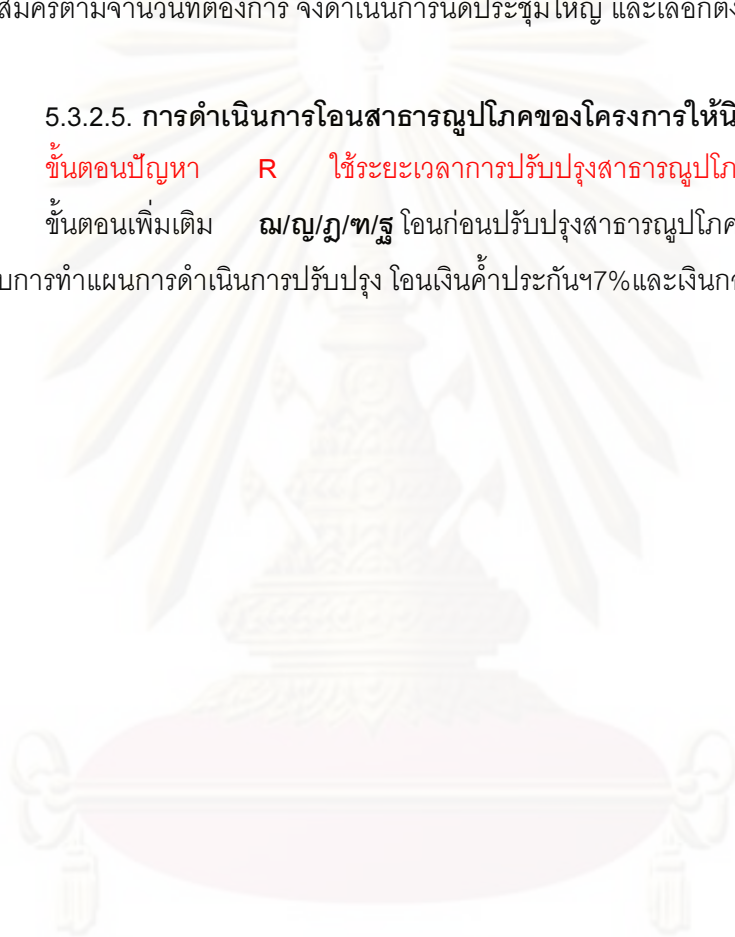 สมัครตามจำนวนที่ต้องการ จึงดำเนินการนัดประชุมใหญ่ และเลือกตั้ง
5.3.2.5. การดำเนินการโอนสาธารณูปโภคของโครงการให้นิ
ขั้นตอนปัญหา R ใช้ระยะเวลาการปรับปรุงสาธารณูปโภ
ขั้นตอนเพิ่มเติม ฌ/ญ/ฎ/ฑ/ฐ โอนก่อนปรับปรุงสาธารณูปโภค
บการทำแผนการดำเนินการปรับปรุง โอนเงินค้ำประกันฯ7%และเงินกอ